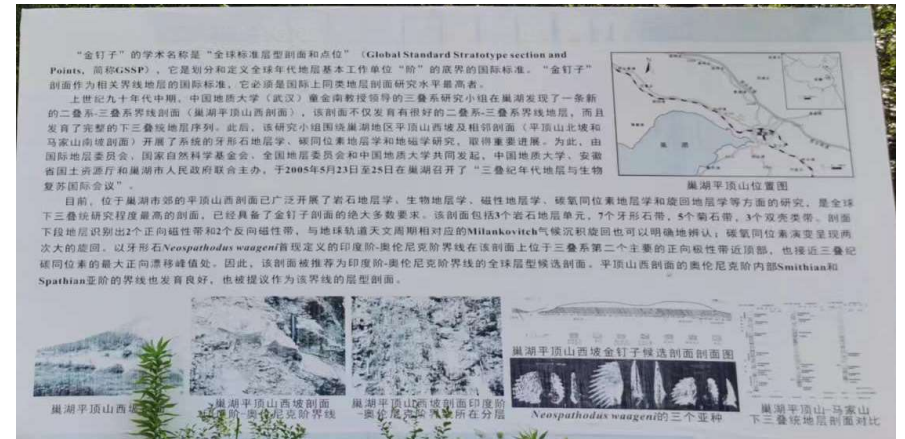 “金钉子”的学术名称是“全球标准层型剖面和点位”（Global Standard Stratotype section and
Points，简称GSSP），它是划分和定义全球年代地层基本工作单位“阶”的底界的国际标准。“金钉子”
剖面作为相关界线地层的国际标准，它必须是国际上同类地层剖面研究水平最高者。
上世纪九十年代中期，中国地质大学（武汉）童金南教授领导的三叠系研究小组在巢湖发现了一条新
的二叠系-三叠系界线剖面（巢湖平顶山西剖面），该剖面不仅发育有很好的二叠系-三叠系界线地层，而且
发育了完整的下三叠统地层序列。此后，该研究小组围绕巢湖地区平顶山西坡及相邻剖面（平顶山北坡和
马家山南坡剖面）开展了系统的牙形石地层学、碳同位素地层学和地磁学研究，取得重要进展。为此，由
国际地层委员会、国家自然科学基金会、全国地层委员会和中国地质大学共同发起，中国地质大学、安徽
省国土资源厅和巢湖市人民政府联合主办，于2005年5月23日至25日在巢湖召开了“三叠纪年代地层与生物
复苏国际会议”。
目前，位于巢湖市郊的平顶山西剖面已广泛开展了岩石地层学、生物地层学、磁性地层学、碳氧同位素地层学和旋回地层学等方面的研究，是全球
下三叠统研究程度最高的剖面，已经具备了金钉子剖面的绝大多数要求。该剖面包括3个岩石地层单元，7个牙形石带，5个菊石带，3个双壳类带。剖面
下段地层识别出2个正向磁性带和2个反向磁性带，与地球轨道天文周期相对应的Milankovitch气候沉积旋回也可以明确地辨认；碳氧同位素演变呈现两
次大的旋回。以牙形石Neospathodus waageni首现定义的印度阶-奥伦尼克阶界线在该剖面上位于三叠系第二个主要的正向极性带近顶部，也接近三叠纪
碳同位素的最大正向漂移峰值处。因此，该剖面被推荐为印度阶-奥伦尼克阶界线的全球层型候选剖面。平顶山西剖面的奥伦尼克阶内部Smithian和
Spathian亚阶的界线也发育良好，也被提议作为该界线的层型剖面。
巢湖平顶山位置图
巢湖平顶山西坡
巢湖平顶山西坡剖面
阶-奥伦尼克阶界线
巢湖平顶山西坡剖面印度阶
-奥伦尼克阶界线所在分层
巢湖平顶山西坡金钉子候选剖面剖面图
Neospathodus waageni的三个亚种
巢湖平顶山-马家山
下三叠统地层剖面对比